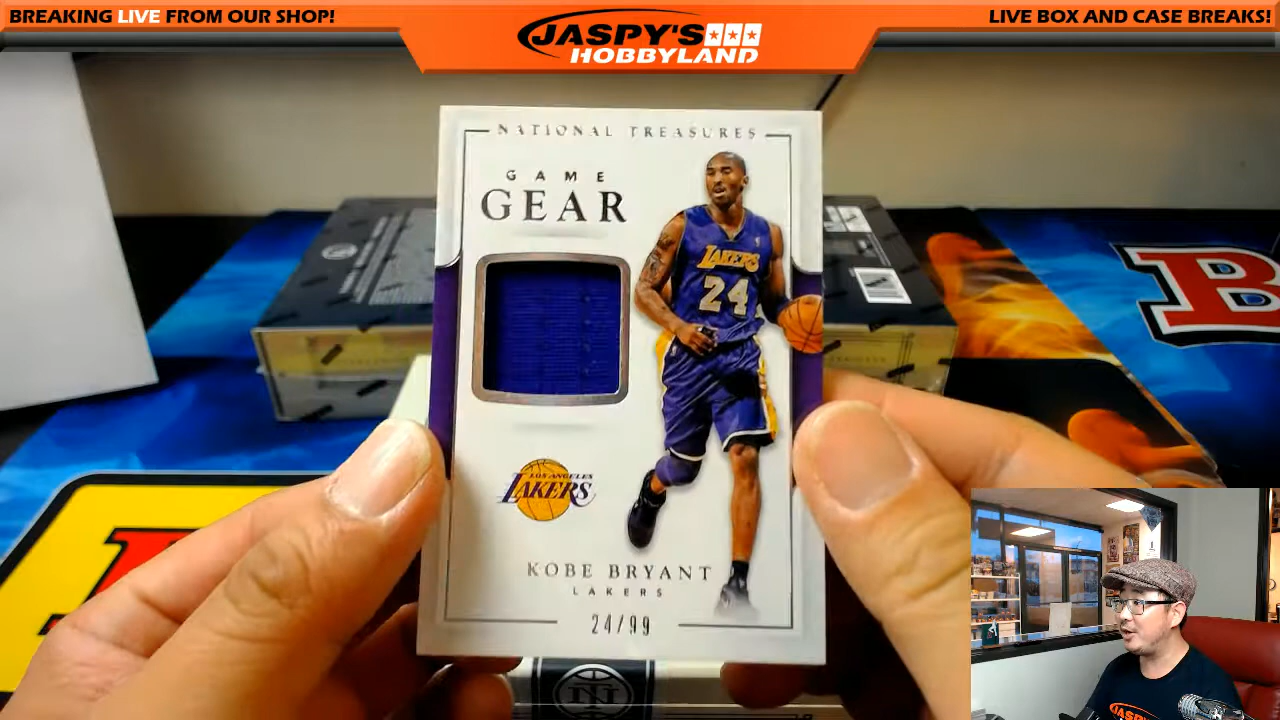 BREAKING LIVE FROM OUR SHOP!
JASPY'S
HOBBYLAND
LIVE BOX AND CASE BREAKS!
NATIONAL TREASURES
GAME
GEAR
LAKERS
24
LOS ANGELES
LAKERS
KOBE BRYANT
LAKERS
24/99
B
JASPY'S